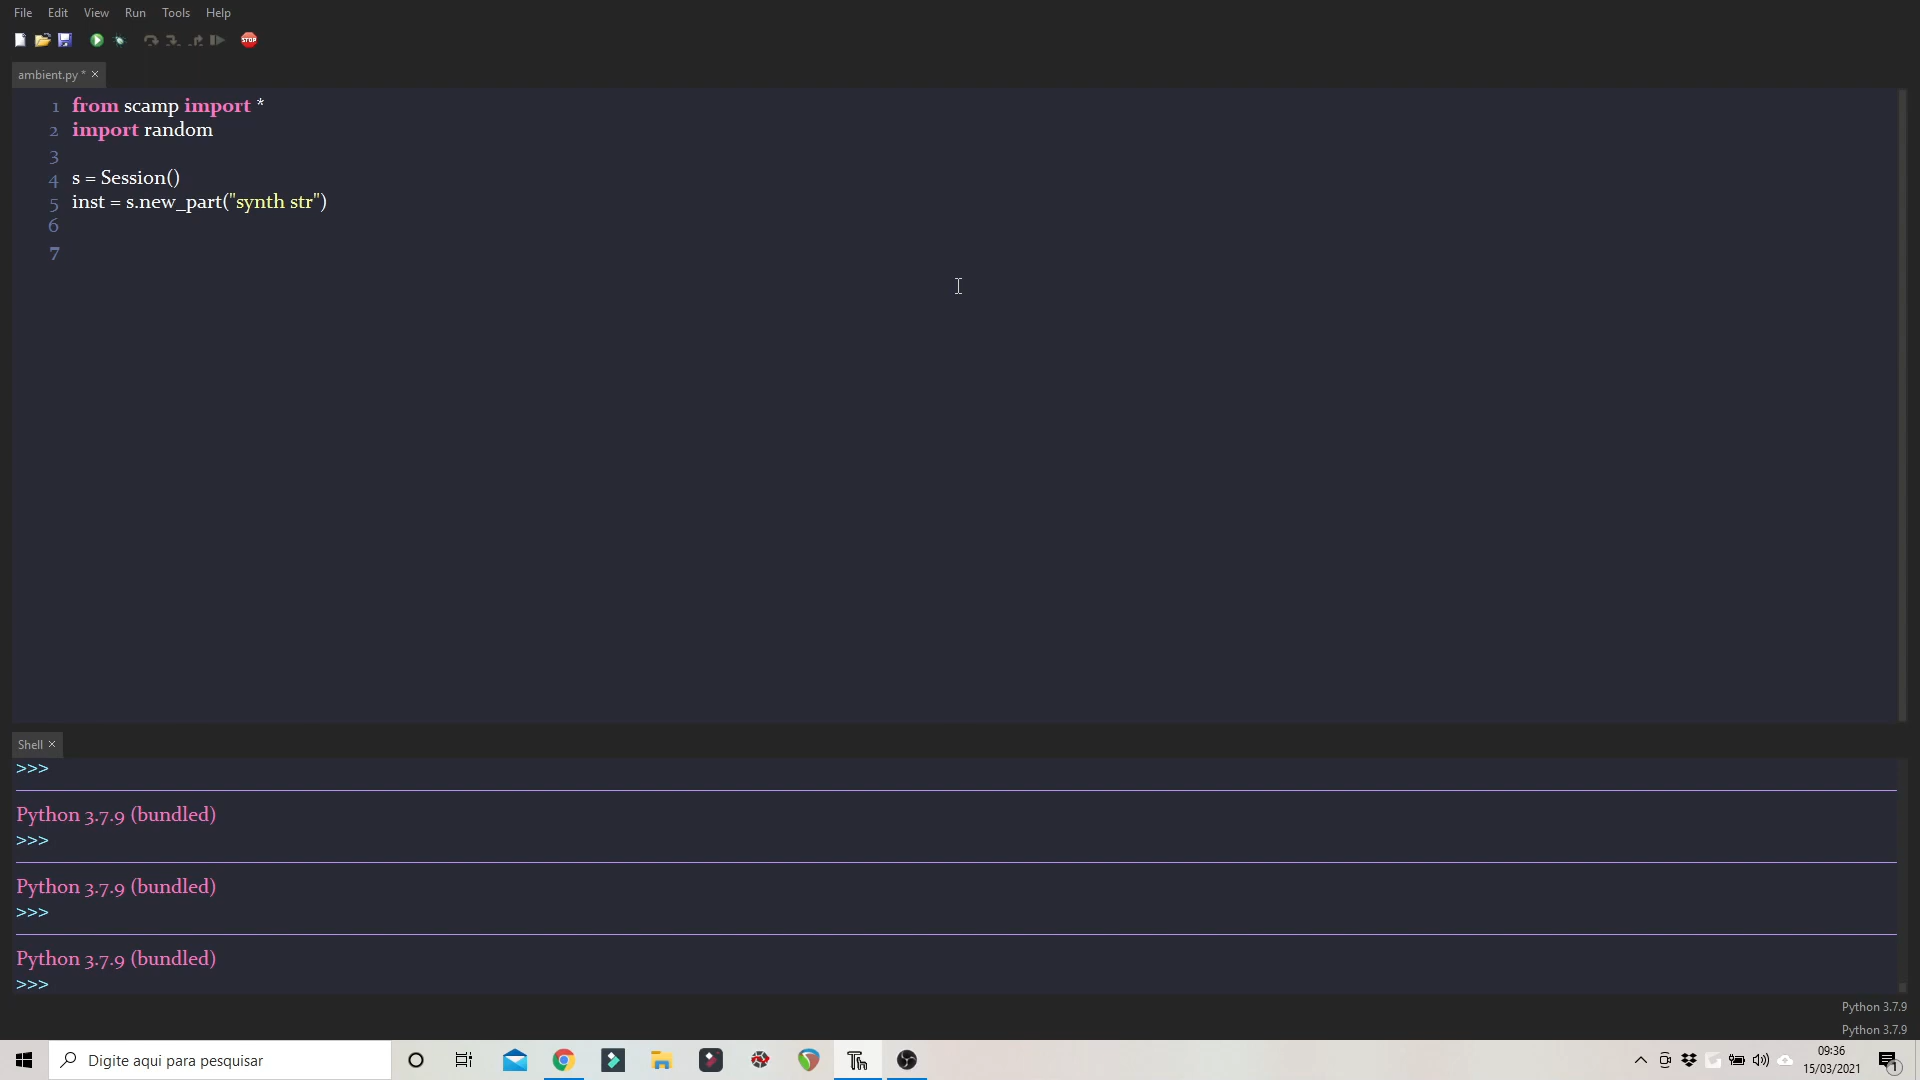 File Edit View Run Tools Help
STOP
ambient.py * ×
1 from scamp import *
2 import random
3
4 s = Session()
5 inst = s.new_part("synth str")
6
7
Shell ×
>>>
Python 3.7.9 (bundled)
>>>
Python 3.7.9 (bundled)
>>>
Python 3.7.9 (bundled)
>>>
Python 3.7.9
Python 3.7.9
Digite aqui para pesquisar
Th
09:36
15/03/2021
1